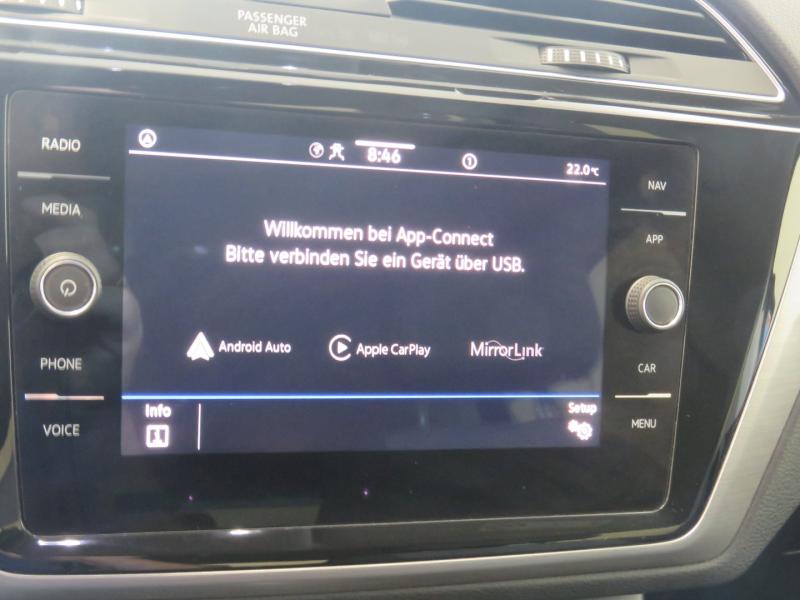 PASSENGER
AIR BAG
RADIO
MEDIA
PHONE
VOICE
8:46
1
22.0°C
Willkommen bei App-Connect
Bitte verbinden Sie ein Gerät über USB.
Android Auto
Apple CarPlay
MirrorLink
Info
Setup
NAV
APP
CAR
MENU